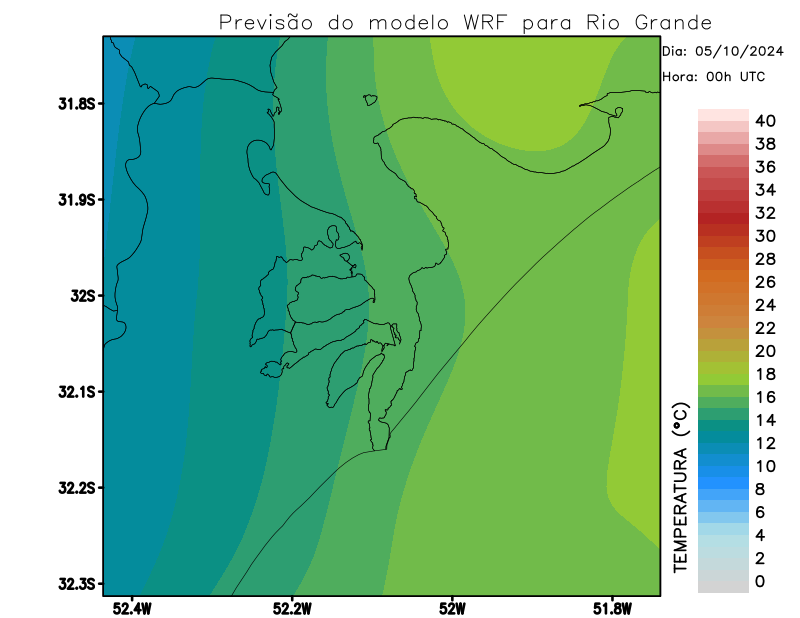 Previsão do modelo WRF para Rio Grande
Dia: 05/10/2024
Hora: 00h UTC
31.8S
31.9S
32S
32.1S
32.2S
32.3S
52.4W
52.2W
52W
51.8W
TEMPERATURA (°C)
40
38
36
34
32
30
28
26
24
22
20
18
16
14
12
10
8
6
4
2
0